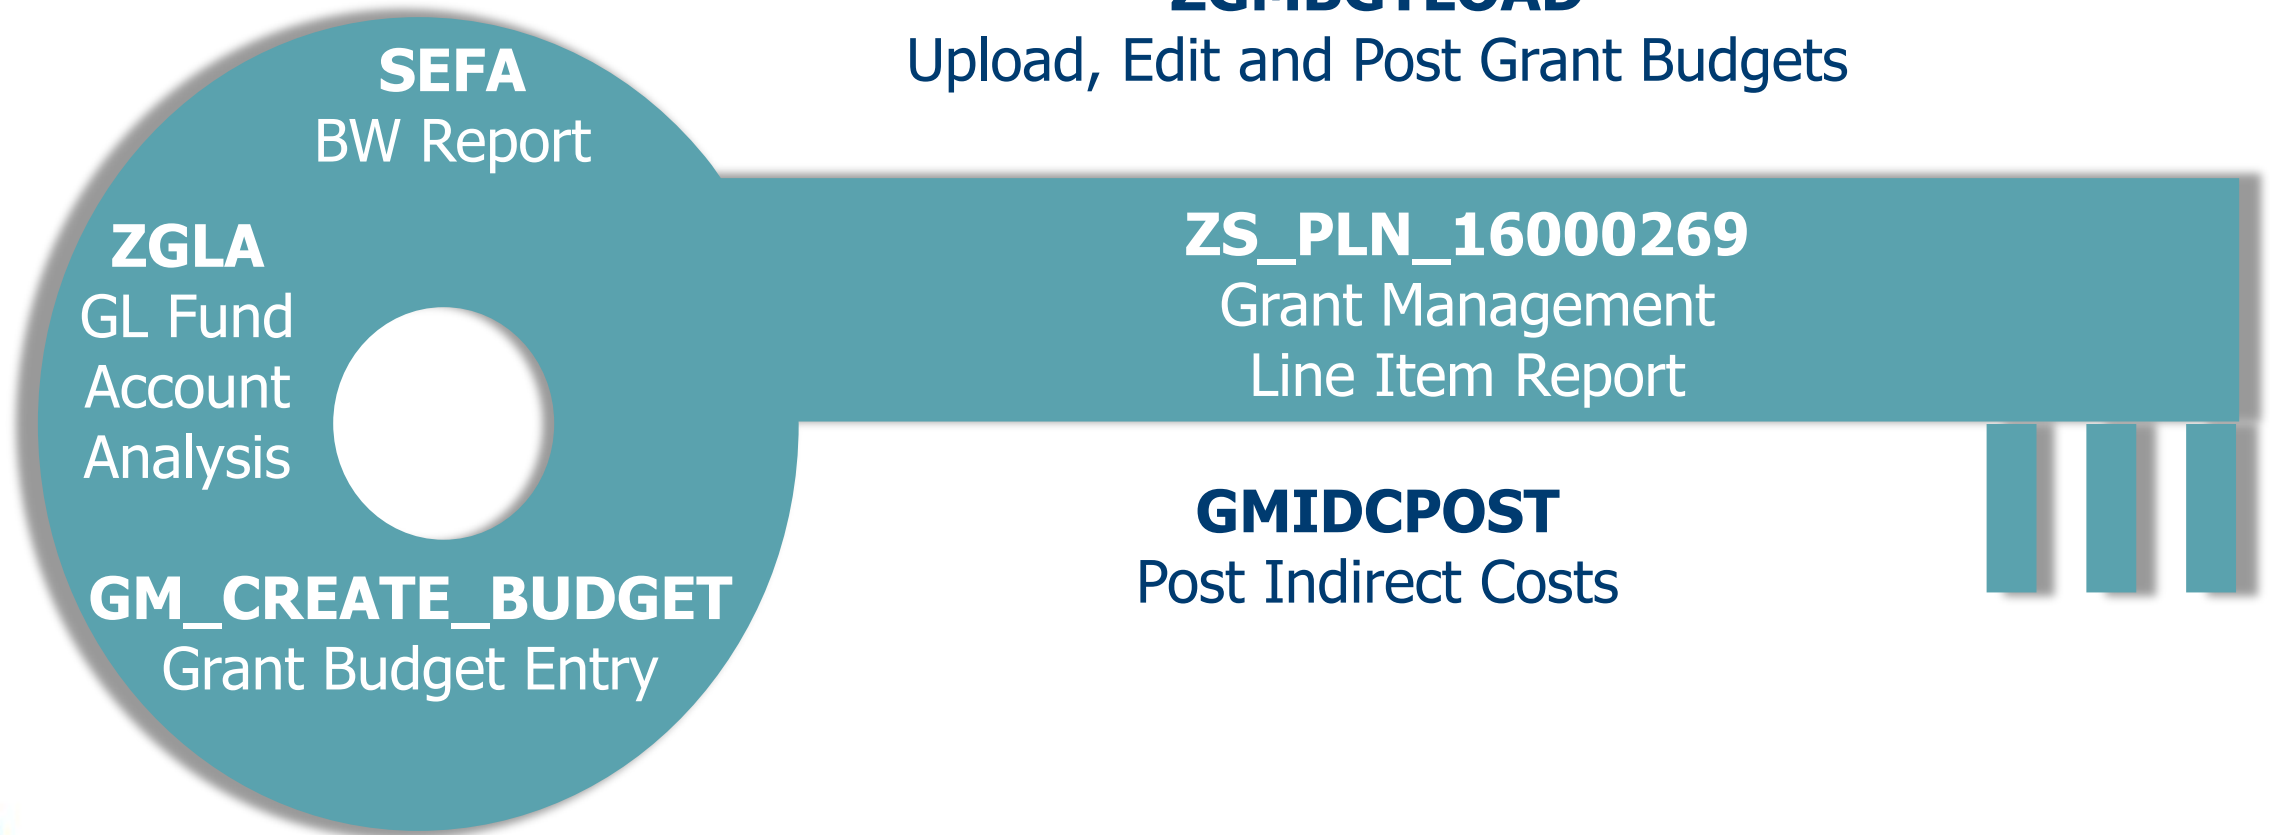 Upload, Edit and Post Grant Budgets
SEFA
BW Report
ZGLA
GL Fund
Account
Analysis
ZS_PLN_16000269
Grant Management
Line Item Report
GMIDCPOST
Post Indirect Costs
GM_CREATE_BUDGET
Grant Budget Entry